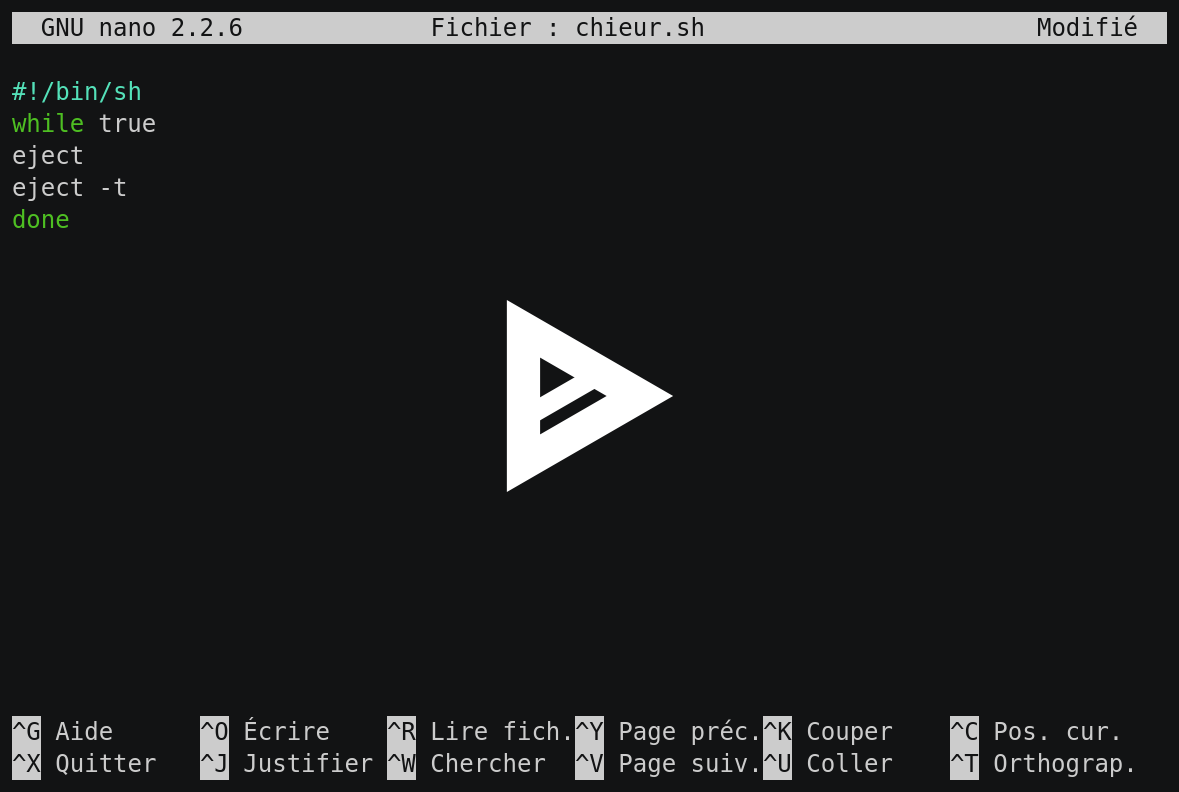 GNU nano 2.2.6 Fichier : chieur.sh Modifié
#!/bin/sh
while true
eject
eject -t
done
^G Aide ^O Écrire ^R Lire fich. ^Y Page préc. ^K Couper ^C Pos. cur.
^X Quitter ^J Justifier ^W Chercher ^V Page suiv. ^U Coller ^T Orthograp.